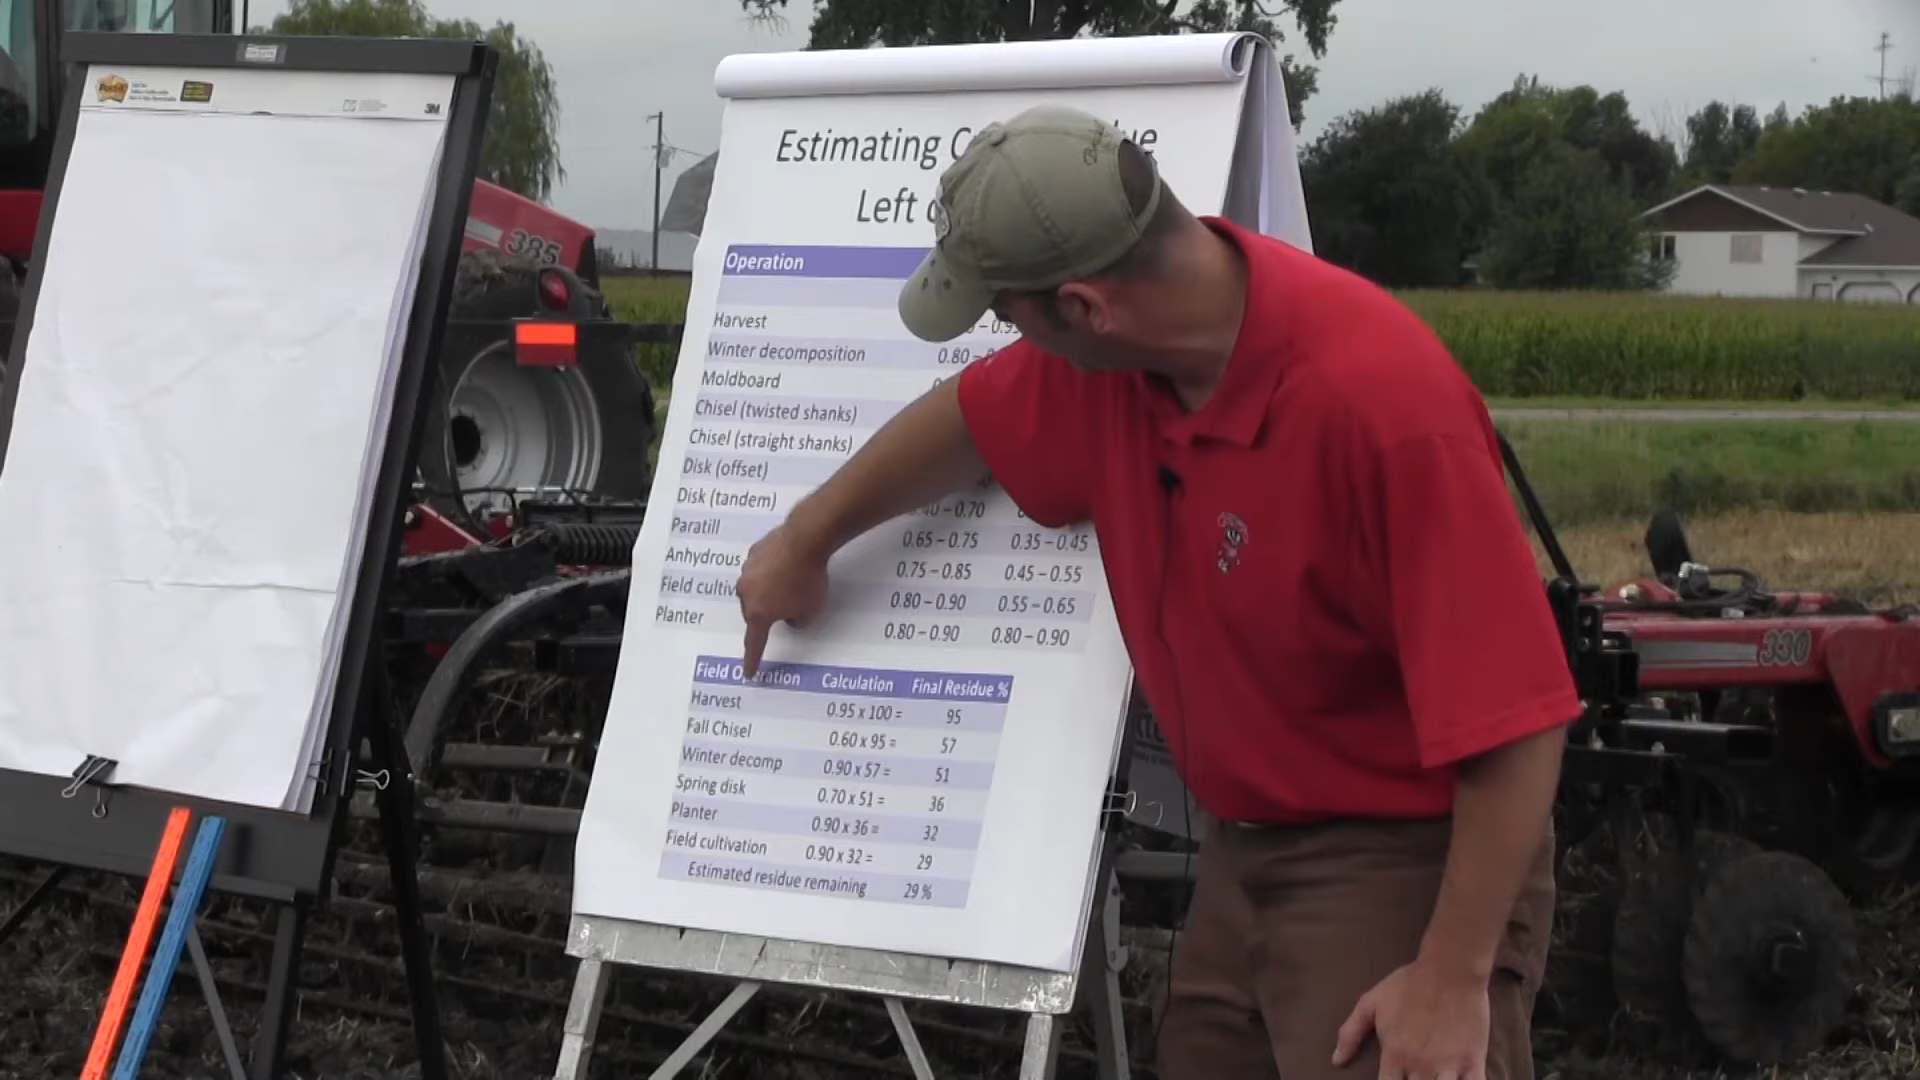 Post-it
3M
385
Estimating
Left
Operation
Harvest
Winter decomposition 0.80 –
Moldboard
Chisel (twisted shanks)
Chisel (straight shanks)
Disk (offset)
Disk (tandem) – 0.70
Paratill 0.65 – 0.75 0.35 – 0.45
Anhydrous 0.75 – 0.85 0.45 – 0.55
Field 0.80 – 0.90 0.55 – 0.65
Planter 0.80 – 0.90 0.80 – 0.90
Field Operation Calculation Final Residue %
Harvest 0.95 x 100 = 95
Fall Chisel 0.60 x 95 = 57
Winter decomp 0.90 x 57 = 51
Spring disk 0.70 x 51 = 36
Planter 0.90 x 36 = 32
Field cultivation 0.90 x 32 = 29
Estimated residue remaining 29 %
330